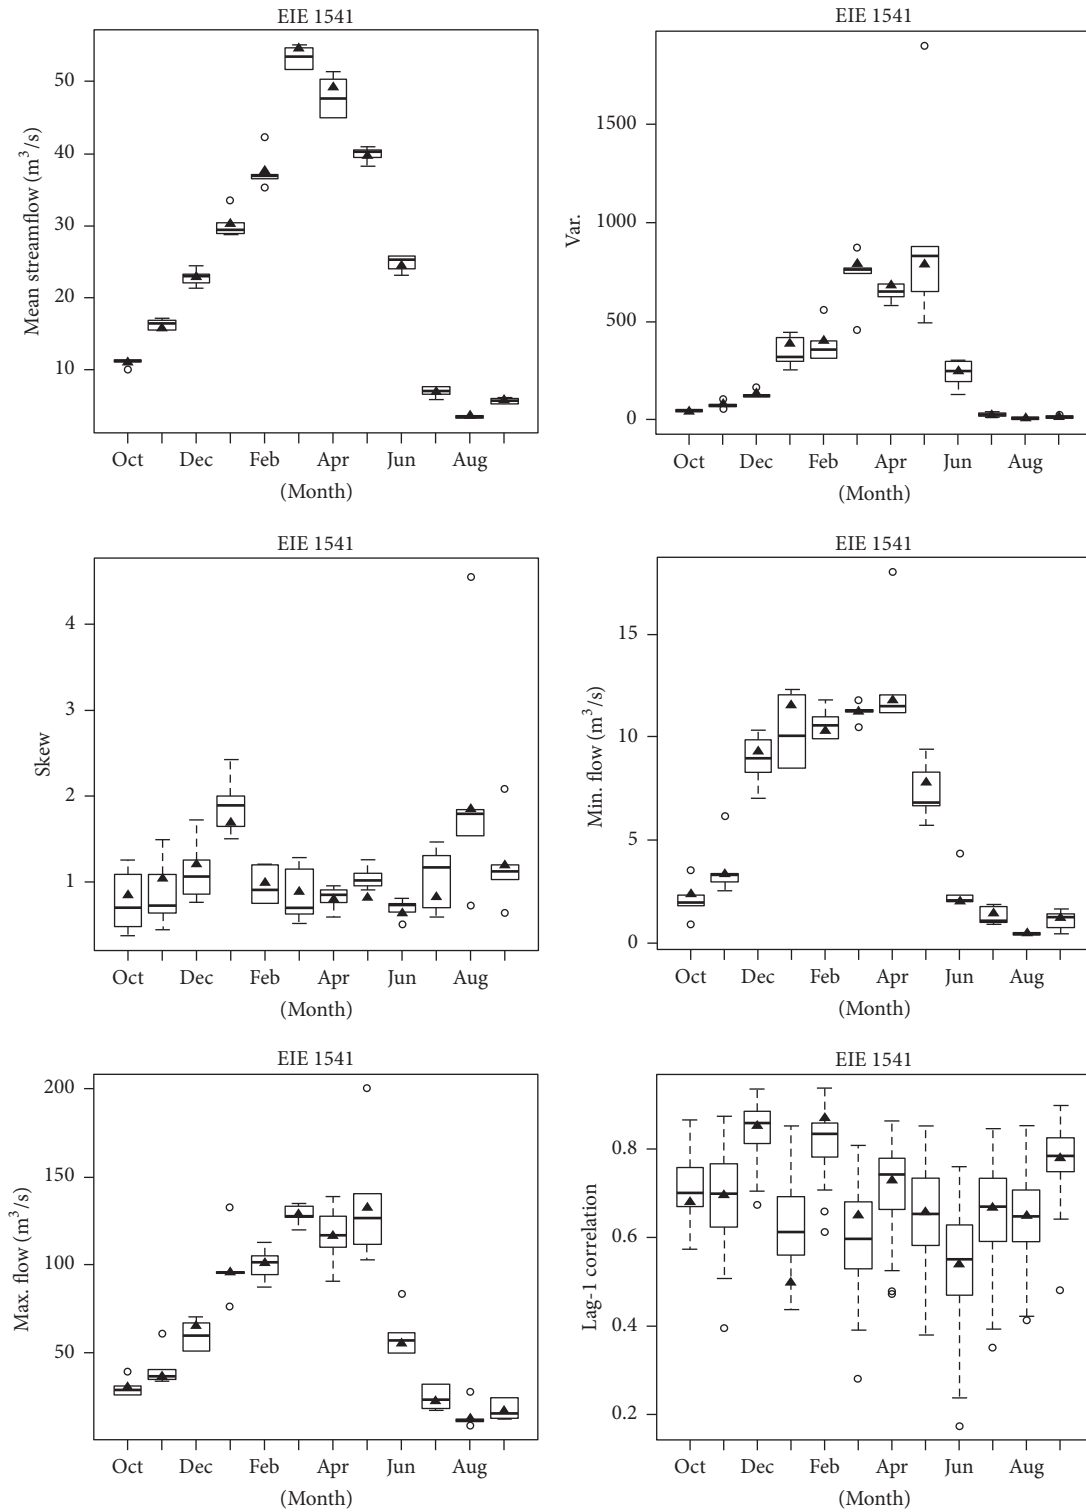 EIE 1541
Mean streamflow (m³/s)
50
40
30
20
10
Oct Dec Feb Apr Jun Aug
(Month)
EIE 1541
Var.
1500
1000
500
0
Oct Dec Feb Apr Jun Aug
(Month)
EIE 1541
Skew
4
3
2
1
Oct Dec Feb Apr Jun Aug
(Month)
EIE 1541
Min. flow (m³/s)
15
10
5
0
Oct Dec Feb Apr Jun Aug
(Month)
EIE 1541
Max. flow (m³/s)
200
150
100
50
Oct Dec Feb Apr Jun Aug
(Month)
EIE 1541
Lag-1 correlation
0.8
0.6
0.4
0.2
Oct Dec Feb Apr Jun Aug
(Month)